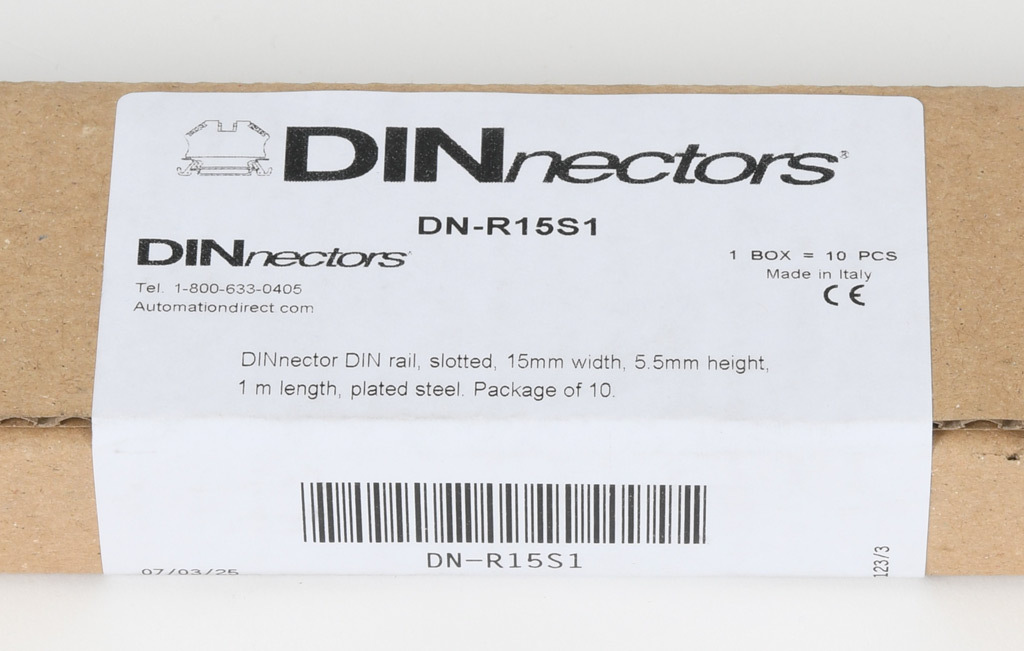 DINnectors®
DN-R15S1
DINnectors®
Tel. 1-800-633-0405
Automationdirect.com
1 BOX = 10 PCS
Made in Italy
CE
DINnector DIN rail, slotted, 15mm width, 5.5mm height,
1 m length, plated steel. Package of 10.
DN-R15S1
07/03/25
123/3